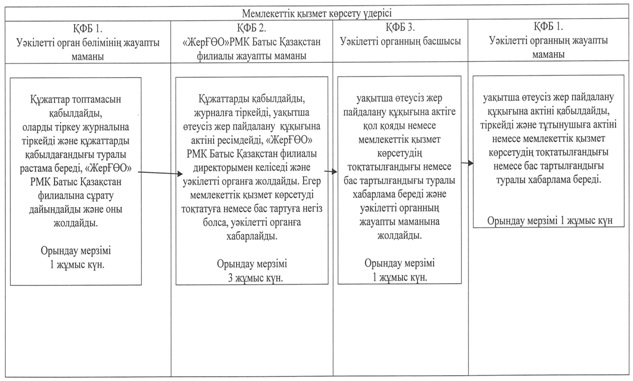 Мемлекеттік қызмет көрсету үдерісі
ҚФБ 1.
Уәкілетті орган бөлімінің жауапты
маманы
ҚФБ 2.
«ЖерҒӨО»РМК Батыс Қазақстан
филиалы жауапты маманы
ҚФБ 3.
Уәкілетті органның басшысы
ҚФБ 1.
Уәкілетті органның жауапты
маманы
Құжаттар топтамасын
қабылдайды,
оларды тіркеу журналына
тіркейді және құжаттарды
қабылдағандығы туралы
растама береді, «ЖерҒӨО»
РМК Батыс Қазақстан
филиалына сұрату
дайындайды және оны
жолдайды.
Орындау мерзімі
1 жұмыс күн.
Құжаттарды қабылдайды,
журналға тіркейді, уақытша
өтеусіз жер пайдалану құқығына
актіні ресімдейді, «ЖерҒӨО»
РМК Батыс Қазақстан филиалы
директорымен келіседі және
уәкілетті органға жолдайды. Егер
мемлекеттік қызмет көрсетуді
тоқтатуға немесе бас тартуға негіз
болса, уәкілетті органға
хабарлайды.
Орындау мерзімі
3 жұмыс күн.
уақытша өтеусіз жер
пайдалану құқығына актіге
қол қояды немесе
мемлекеттік қызмет
көрсетудің
тоқтатылғандығы немесе
бас тартылғандығы туралы
хабарлама береді және
уәкілетті органның
жауапты маманына
жолдайды.
Орындау мерзімі
1 жұмыс күн.
уақытша өтеусіз жер пайдалану
құқығына актіні қабылдайды,
тіркейді және тұтынушыға актіні
немесе мемлекеттік қызмет
көрсетудің тоқтатылғандығы
немесе бас тартылғандығы
туралы хабарлама береді.
Орындау мерзімі 1 жұмыс күн